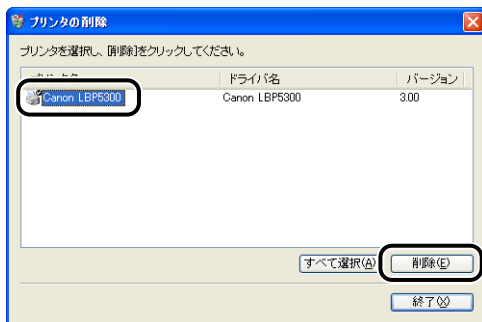 プリンタの削除
プリンタを選択し、[削除]をクリックしてください。
ドライバ名 バージョン
Canon LBP5300 Canon LBP5300 3.00
すべて選択(A) 削除(E)
終了(X)